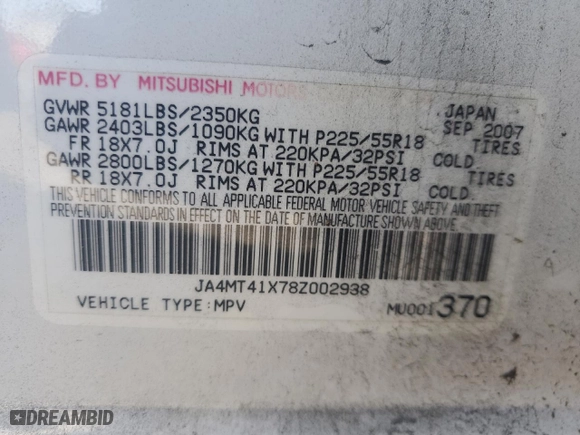 MFD. BY MITSUBISHI MOTORS
GVWR 5181LBS/2350KG JAPAN
GAWR 2403LBS/1090KG WITH P225/55R18 SEP 2007
FR 18X7.0J RIMS AT 220KPA/32PSI COLD
GAWR 2800LBS/1270KG WITH P225/55R18
RR 18X7.0J RIMS AT 220KPA/32PSI COLD.
THIS VEHICLE CONFORMS TO ALL APPLICABLE FEDERAL MOTOR VEHICLE SAFETY AND THEFT
PREVENTION STANDARDS IN EFFECT ON THE DATE OF MANUFACTURE SHOWN ABOVE.
JA4MT41X78Z002938
VEHICLE TYPE:MPV MU001370
DREAMBID